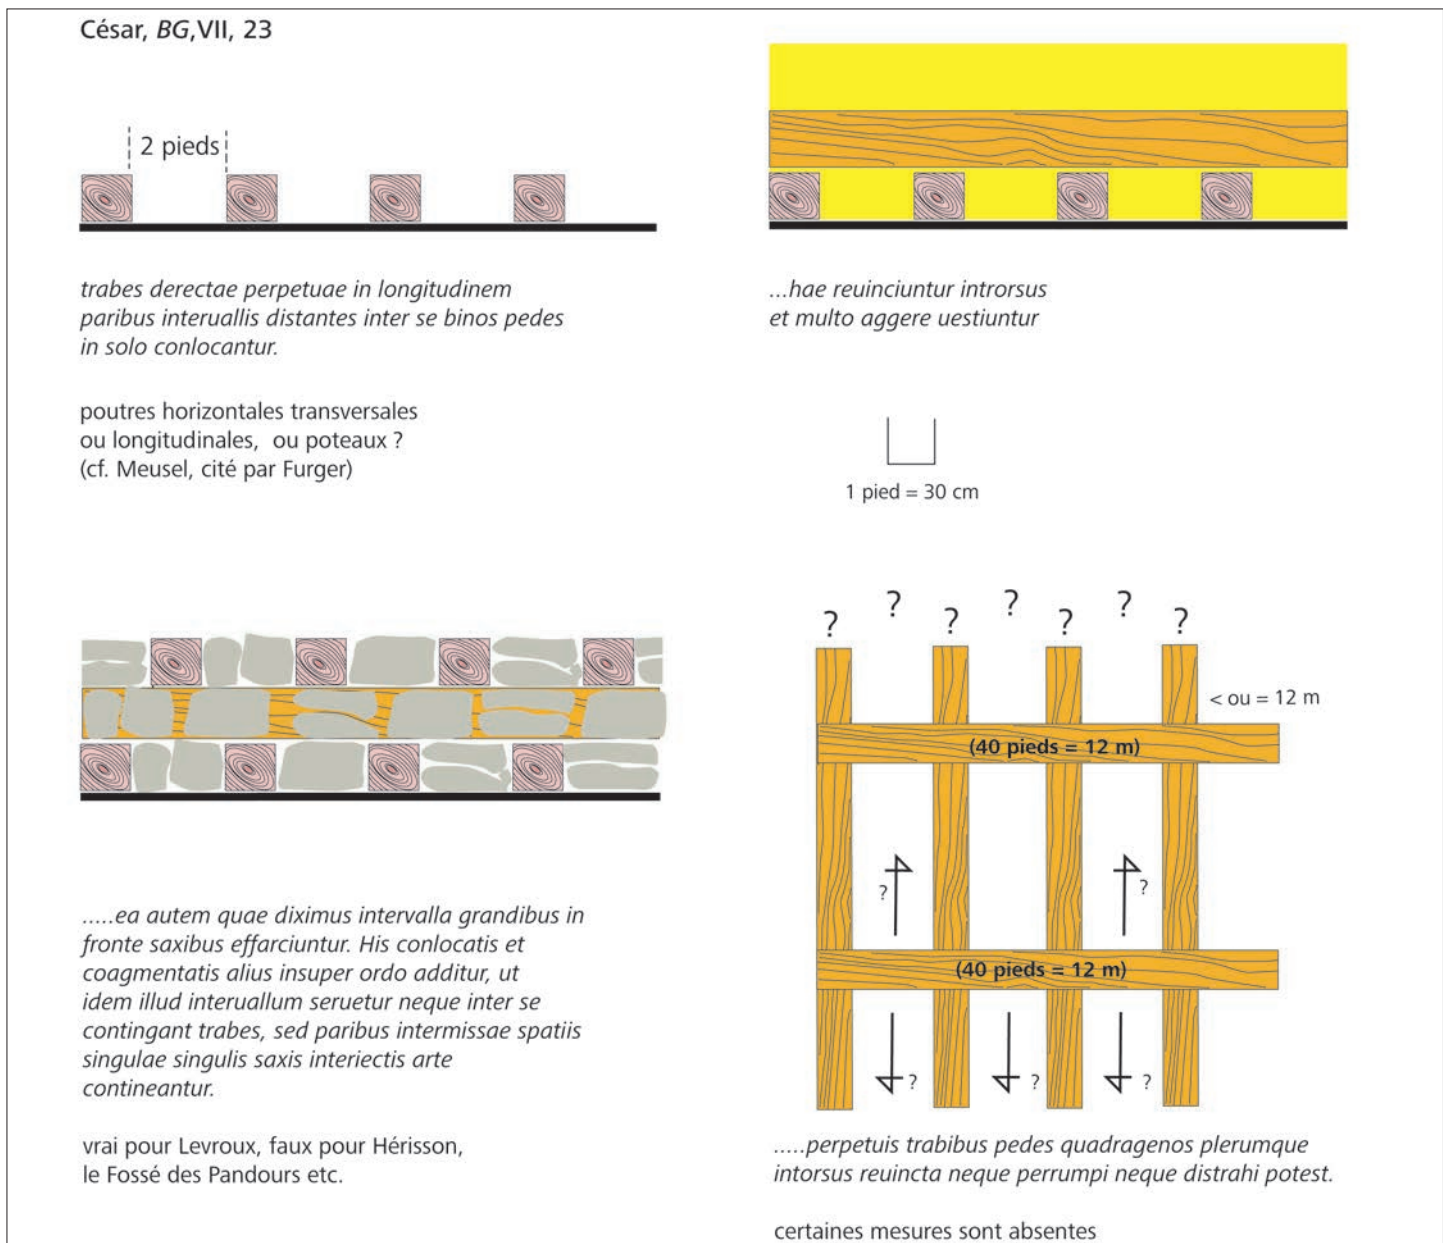 César, BG,VII, 23
2 pieds
trabes derectae perpetuae in longitudinem
paribus interuallis distantes inter se binos pedes
in solo conlocantur.
poutres horizontales transversales
ou longitudinales, ou poteaux ?
(cf. Meusel, cité par Furger)
...hae reuinciuntur introrsus
et multo aggere uestiuntur
1 pied = 30 cm
.....ea autem quae diximus intervalla grandibus in
fronte saxibus effarciuntur. His conlocatis et
coagmentatis alius insuper ordo additur, ut
idem illud interuallum seruetur neque inter se
contingant trabes, sed paribus intermissae spatiis
singulae singulis saxis interiectis arte
contineantur.
vrai pour Levroux, faux pour Hérisson,
le Fossé des Pandours etc.
? ? ? ? ? ? ?
< ou = 12 m
(40 pieds = 12 m)
? ?
(40 pieds = 12 m)
? ? ?
.....perpetuis trabibus pedes quadragenos plerumque
intorsus reuincta neque perrumpi neque distrahi potest.
certaines mesures sont absentes